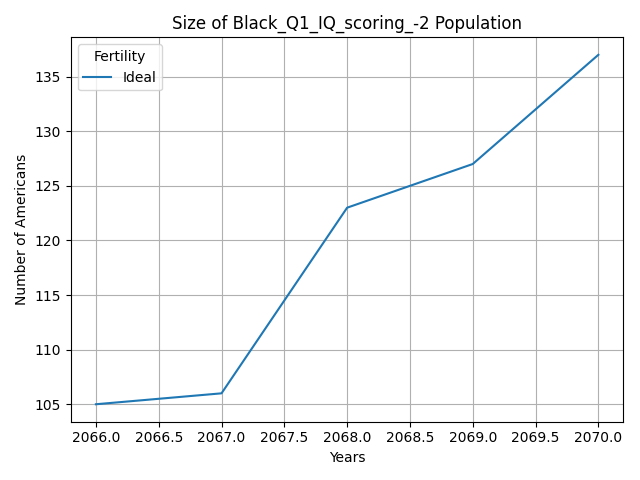 Size of Black_Q1_IQ_scoring_-2 Population
Fertility
Ideal
Number of Americans
135
130
125
120
115
110
105
2066.0 2066.5 2067.0 2067.5 2068.0 2068.5 2069.0 2069.5 2070.0
Years